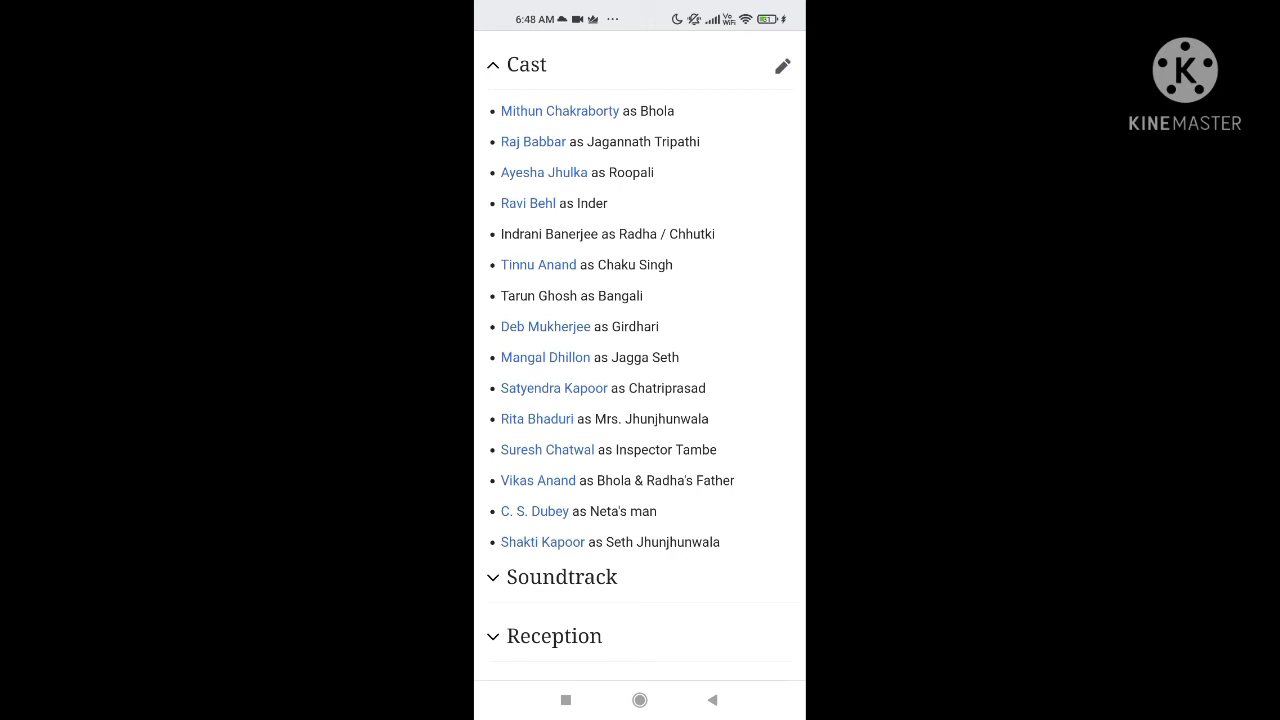 6:48 AM
Vo
WiFi
81
Cast
Mithun Chakraborty as Bhola
Raj Babbar as Jagannath Tripathi
Ayesha Jhulka as Roopali
Ravi Behl as Inder
Indrani Banerjee as Radha / Chhutki
Tinnu Anand as Chaku Singh
Tarun Ghosh as Bangali
Deb Mukherjee as Girdhari
Mangal Dhillon as Jagga Seth
Satyendra Kapoor as Chatriprasad
Rita Bhaduri as Mrs. Jhunjhunwala
Suresh Chatwal as Inspector Tambe
Vikas Anand as Bhola & Radha's Father
C. S. Dubey as Neta's man
Shakti Kapoor as Seth Jhunjhunwala
Soundtrack
Reception
K
KINEMASTER